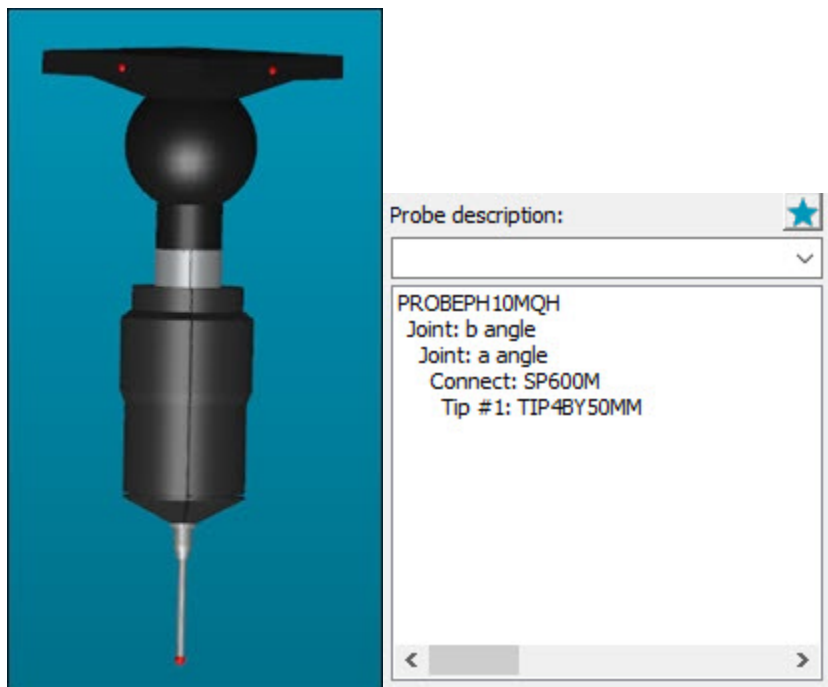 Probe description:
PROBEPH10MQH
Joint: b angle
Joint: a angle
Connect: SP600M
Tip #1: TIP4BY50MM